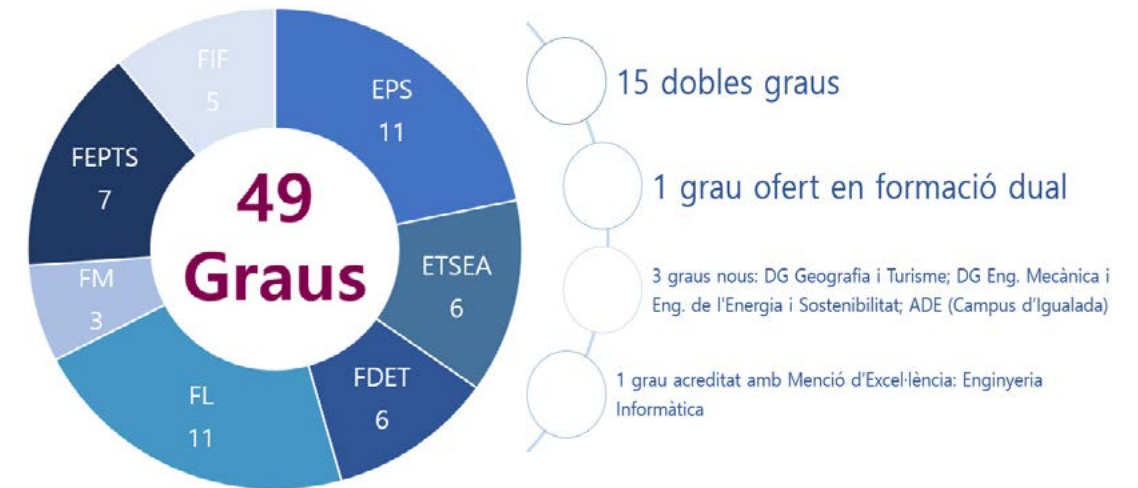 FIF
5
EPS
11
FEPTS
7
49
Graus
ETSEA
6
FM
3
FDET
6
FL
11
15 dobles graus
1 grau ofert en formació dual
3 graus nous: DG Geografia i Turisme; DG Eng. Mecànica i
Eng. de l'Energia i Sostenibilitat; ADE (Campus d'Igualada)
1 grau acreditat amb Menció d'Excel·lència: Enginyeria
Informàtica